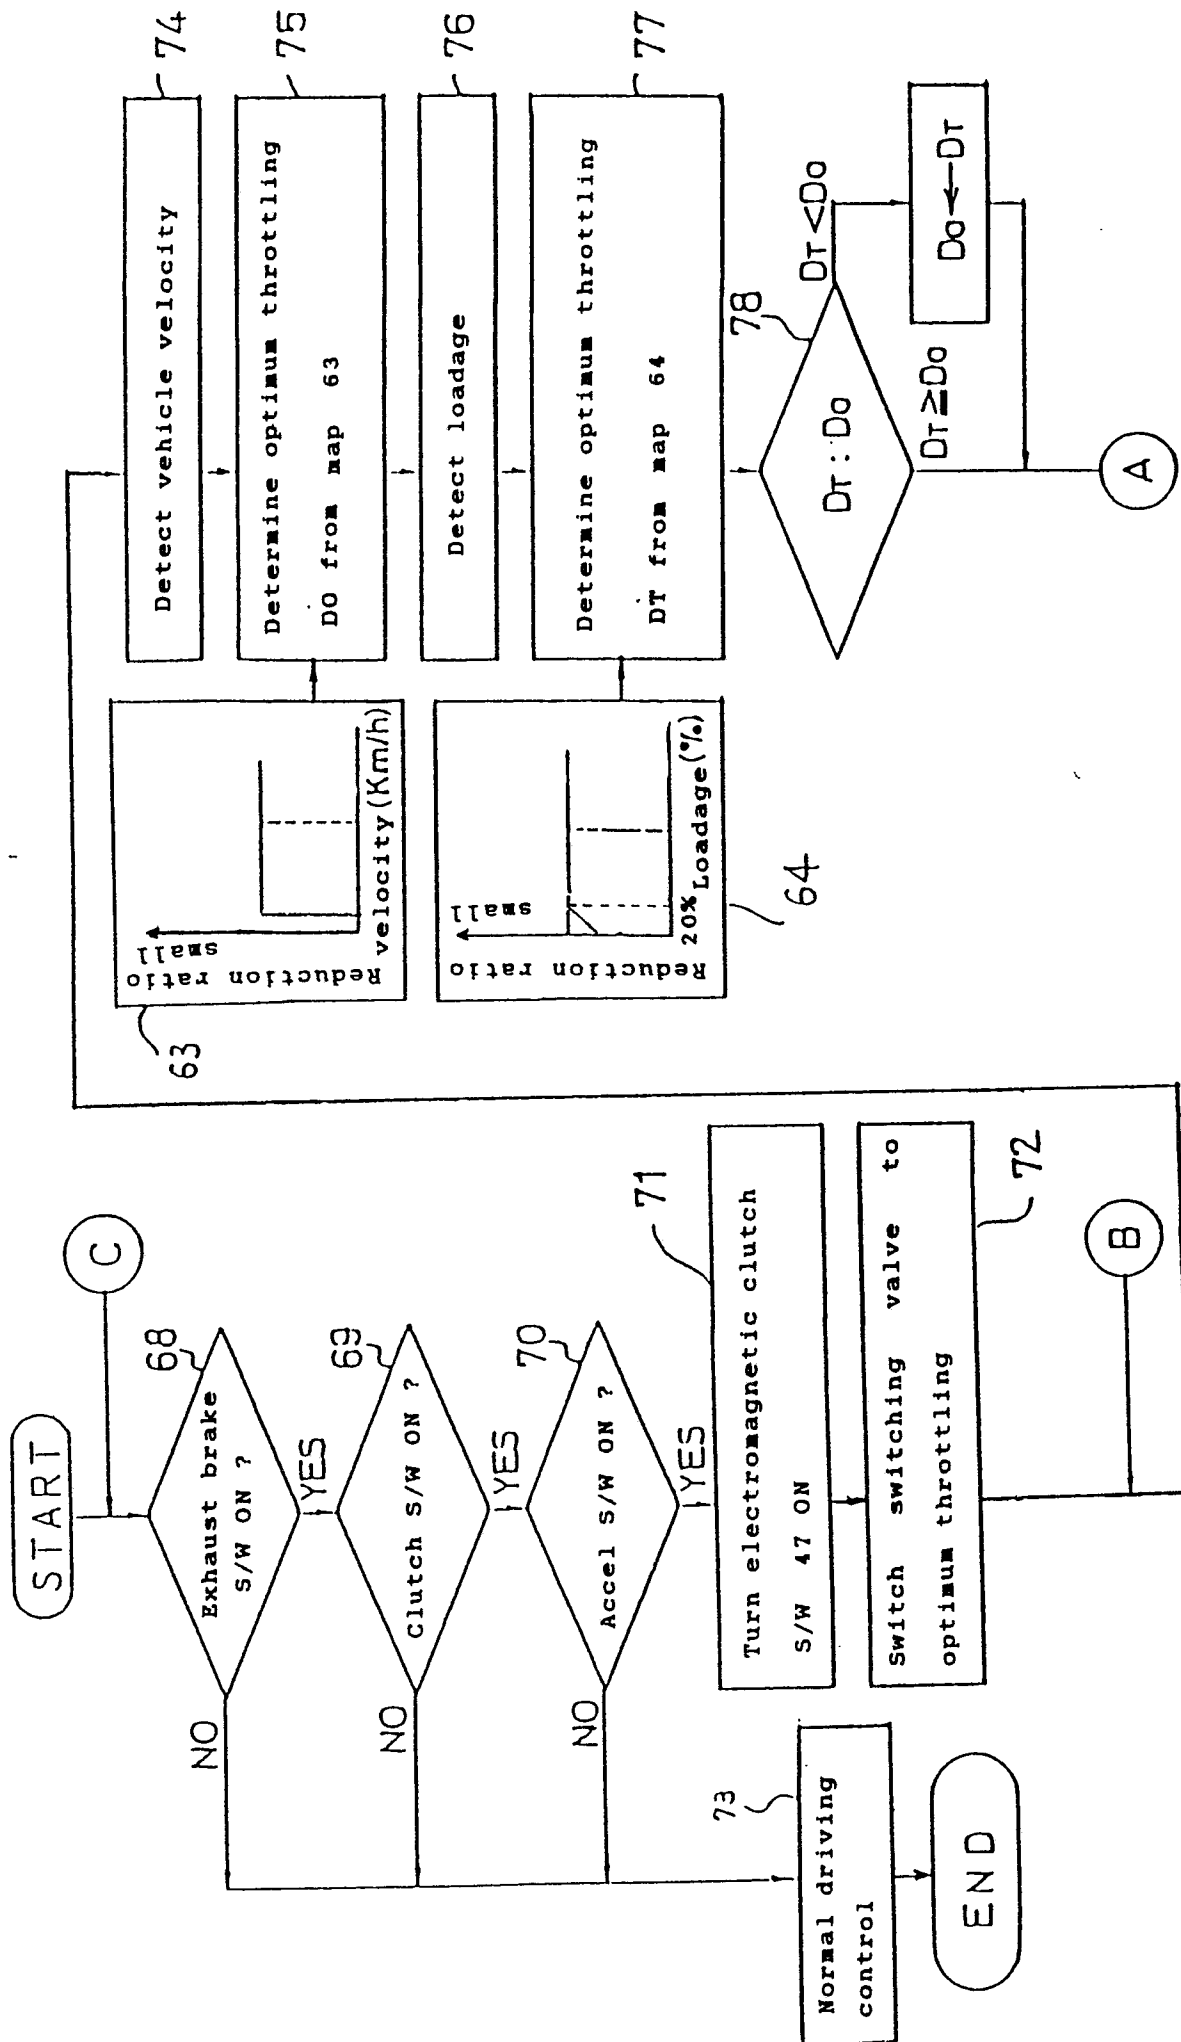 START
C
68
Exhaust brake
S/W ON ?
NO
YES
69
Clutch S/W ON ?
NO
YES
70
Accel S/W ON ?
NO
YES
71
Turn electromagnetic clutch
S/W 47 ON
72
Switch switching valve to
optimum throttling
73
Normal driving
control
END
B
74
Detect vehicle velocity
75
Determine optimum throttling
DO from map 63
63
Reduction ratio
small
velocity(Km/h)
76
Detect loadage
77
Determine optimum throttling
DT from map 64
64
Reduction ratio
small
20% Loadage(%)
78
DT : DO
DT<DO
DO←DT
DT≧DO
A